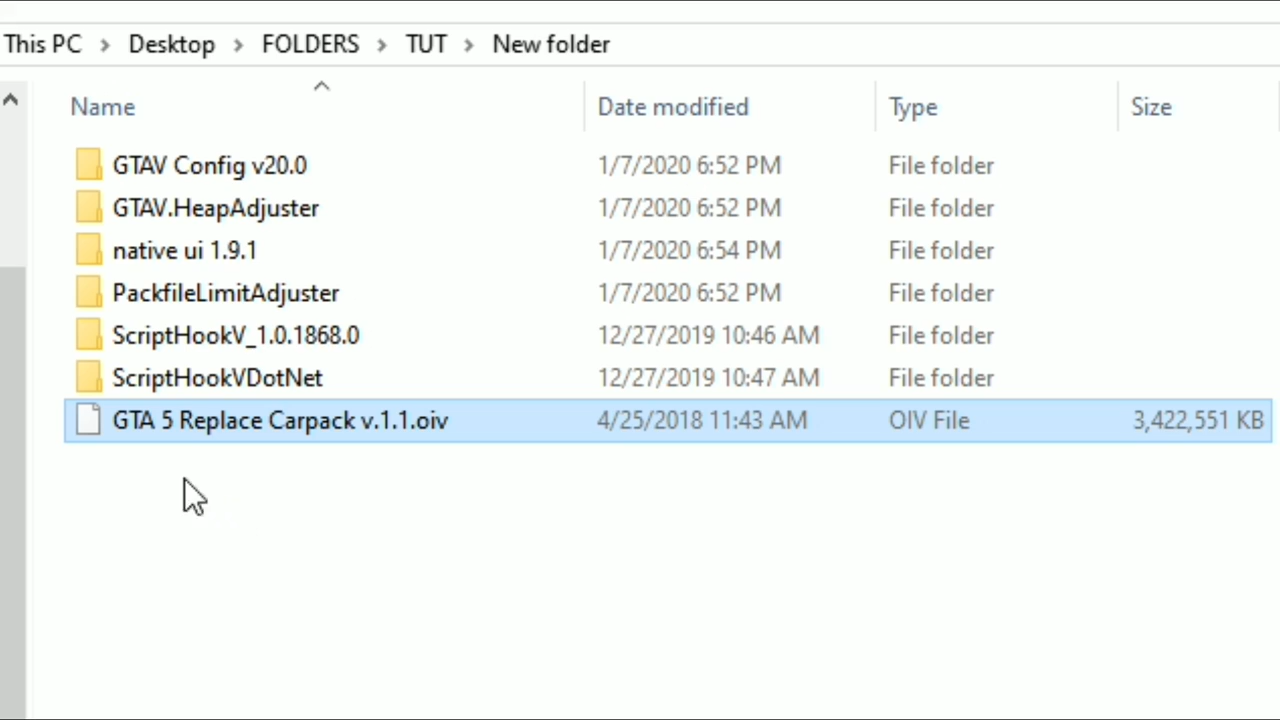 This PC > Desktop > FOLDERS > TUT > New folder
Name Date modified Type Size
GTAV Config v20.0 1/7/2020 6:52 PM File folder
GTAV.HeapAdjuster 1/7/2020 6:52 PM File folder
native ui 1.9.1 1/7/2020 6:54 PM File folder
PackfileLimitAdjuster 1/7/2020 6:52 PM File folder
ScriptHookV_1.0.1868.0 12/27/2019 10:46 AM File folder
ScriptHookVDotNet 12/27/2019 10:47 AM File folder
GTA 5 Replace Carpack v.1.1.oiv 4/25/2018 11:43 AM OIV File 3,422,551 KB